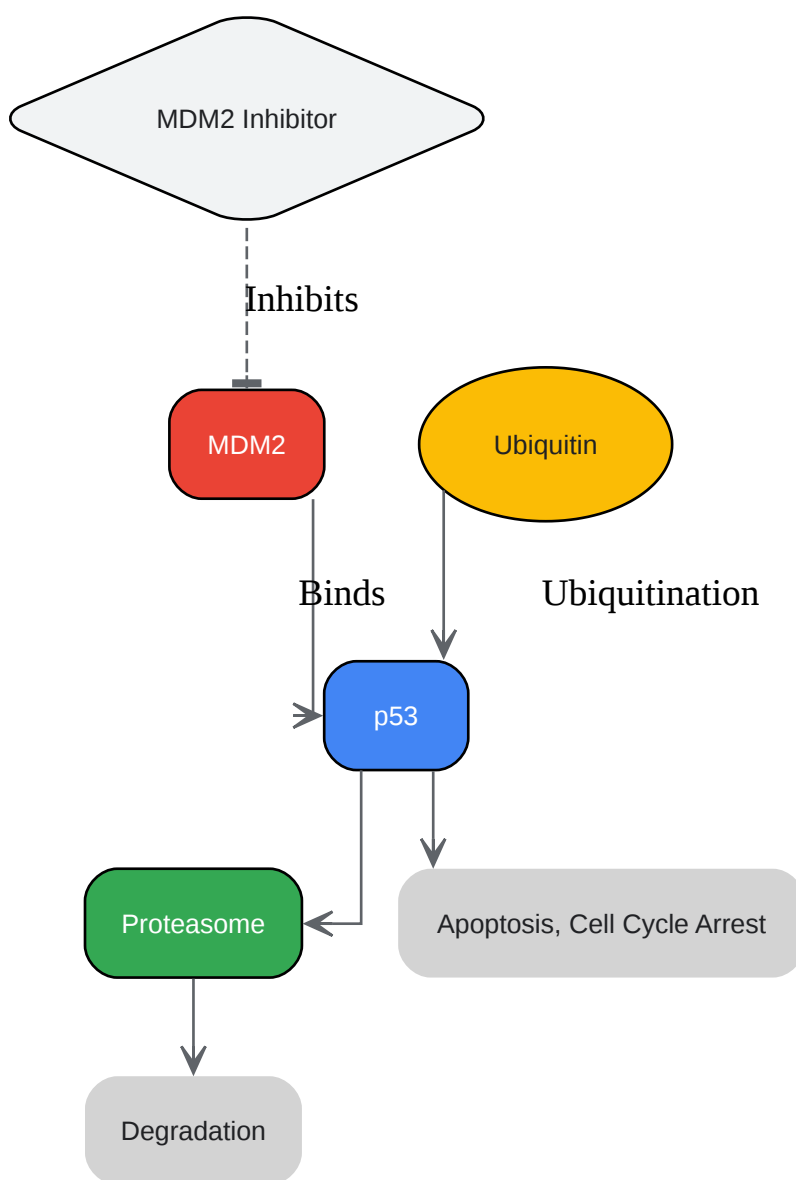 MDM2 Inhibitor
Inhibits
MDM2
Ubiquitin
Binds
Ubiquitination
p53
Proteasome
Apoptosis, Cell Cycle Arrest
Degradation